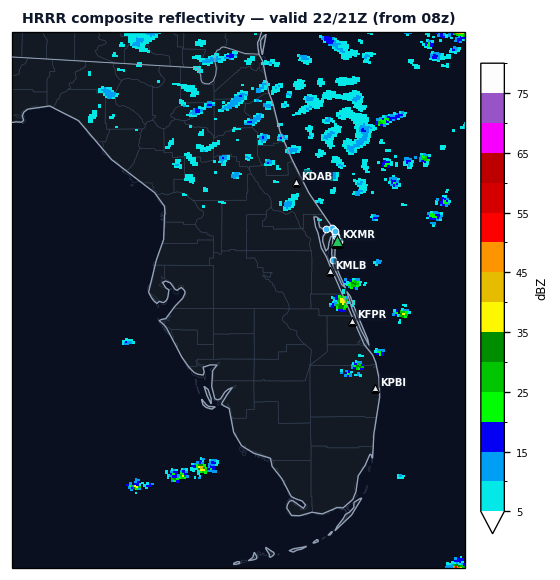 HRRR composite reflectivity — valid 22/21Z (from 08z)
KDAB
KXMR
KMLB
KFPR
KPBI
75
65
55
45
35
25
15
5
dBZ